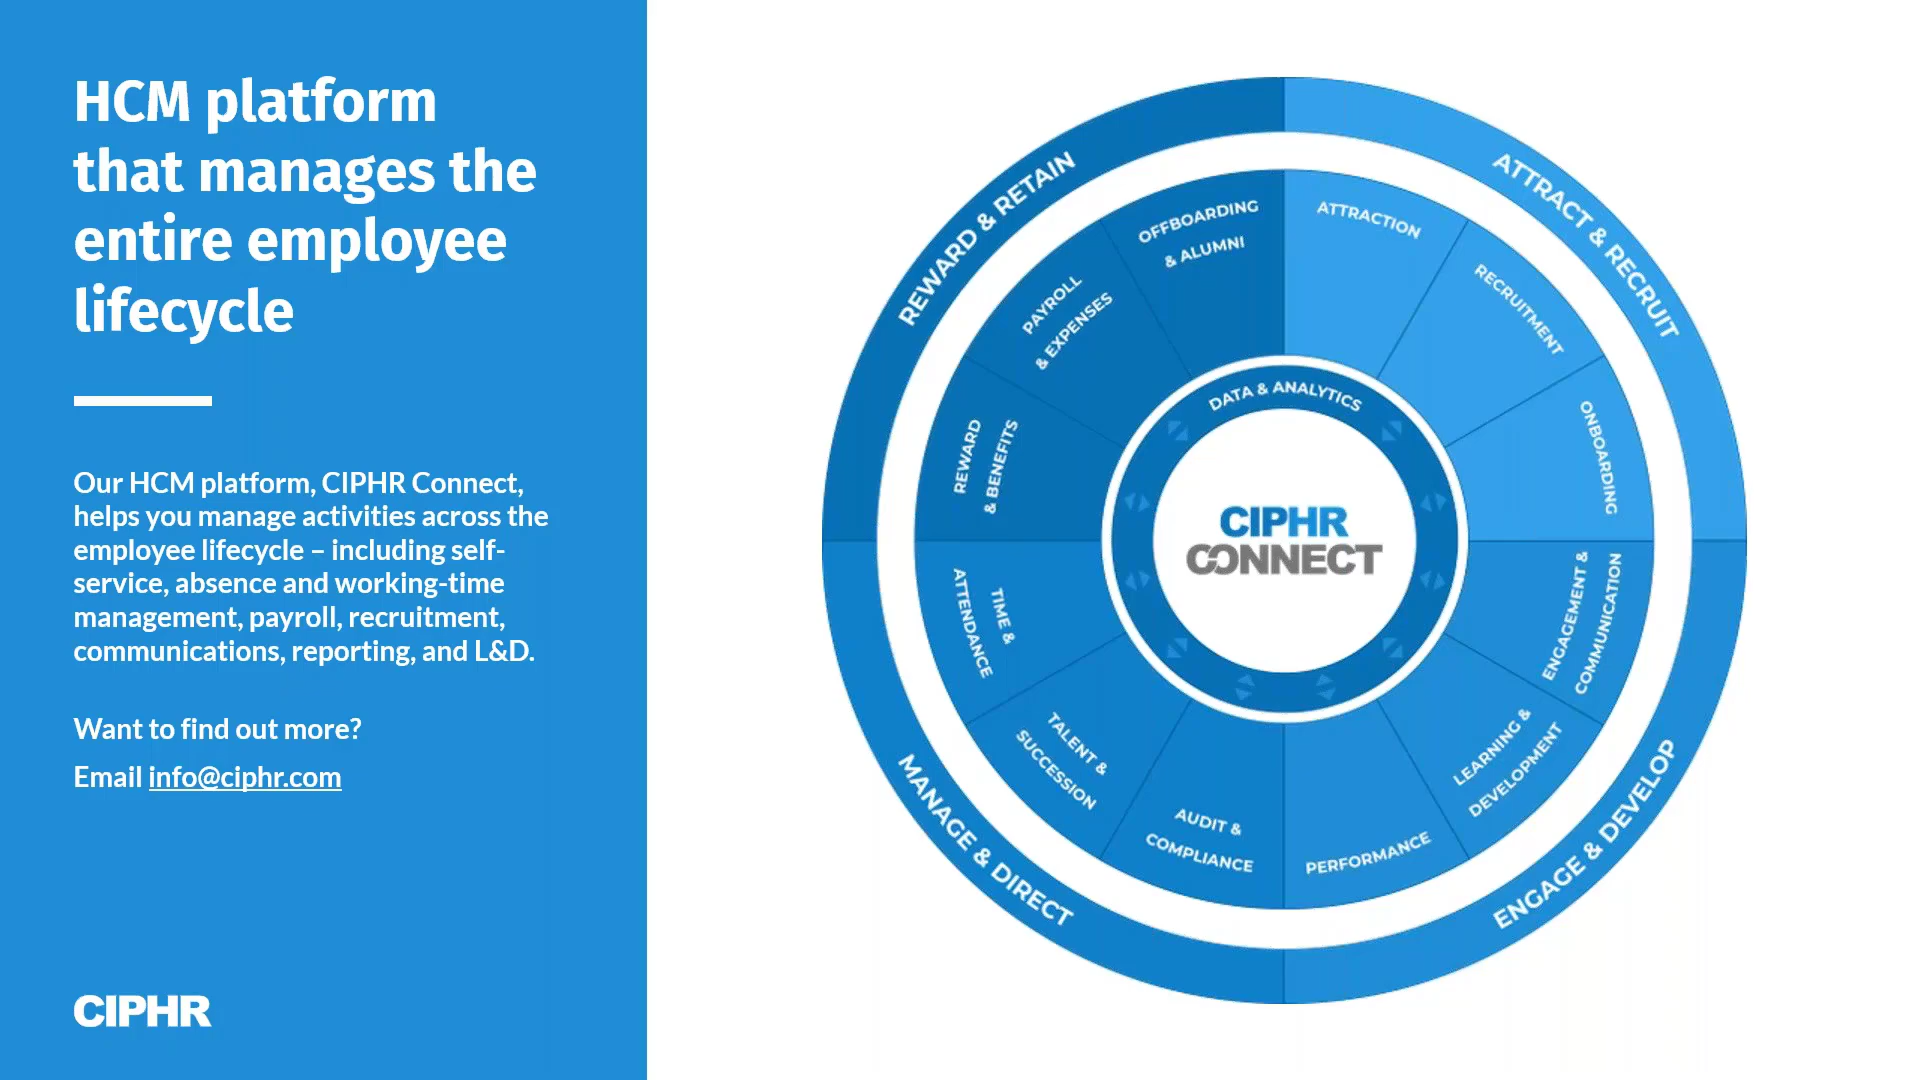 HCM platform
that manages the
entire employee
lifecycle
Our HCM platform, CIPHR Connect,
helps you manage activities across the
employee lifecycle – including self-
service, absence and working-time
management, payroll, recruitment,
communications, reporting, and L&D.
Want to find out more?
Email info@ciphr.com
CIPHR
REWARD & RETAIN
ATTRACT & RECRUIT
ENGAGE & DEVELOP
MANAGE & DIRECT
ATTRACTION
RECRUITMENT
ONBOARDING
ENGAGEMENT &
COMMUNICATION
LEARNING &
DEVELOPMENT
PERFORMANCE
AUDIT &
COMPLIANCE
TALENT &
SUCCESSION
TIME &
ATTENDANCE
REWARD
& BENEFITS
PAYROLL
& EXPENSES
OFFBOARDING
& ALUMNI
DATA & ANALYTICS
CIPHR
CONNECT